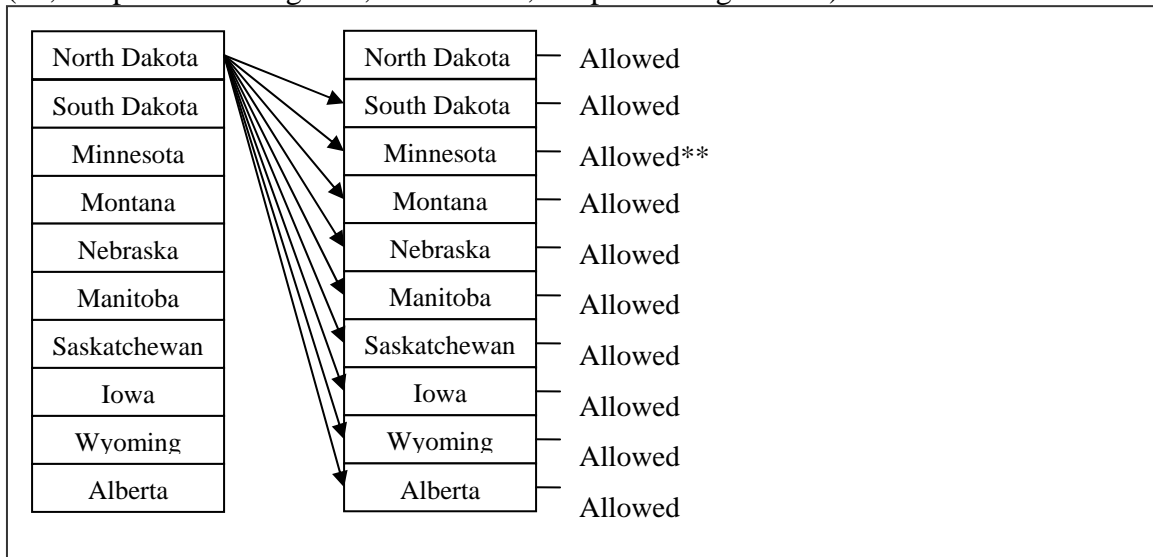 North Dakota North Dakota Allowed
South Dakota South Dakota Allowed
Minnesota Minnesota Allowed**
Montana Montana Allowed
Nebraska Nebraska Allowed
Manitoba Manitoba Allowed
Saskatchewan Saskatchewan Allowed
Iowa Iowa Allowed
Wyoming Wyoming Allowed
Alberta Alberta Allowed